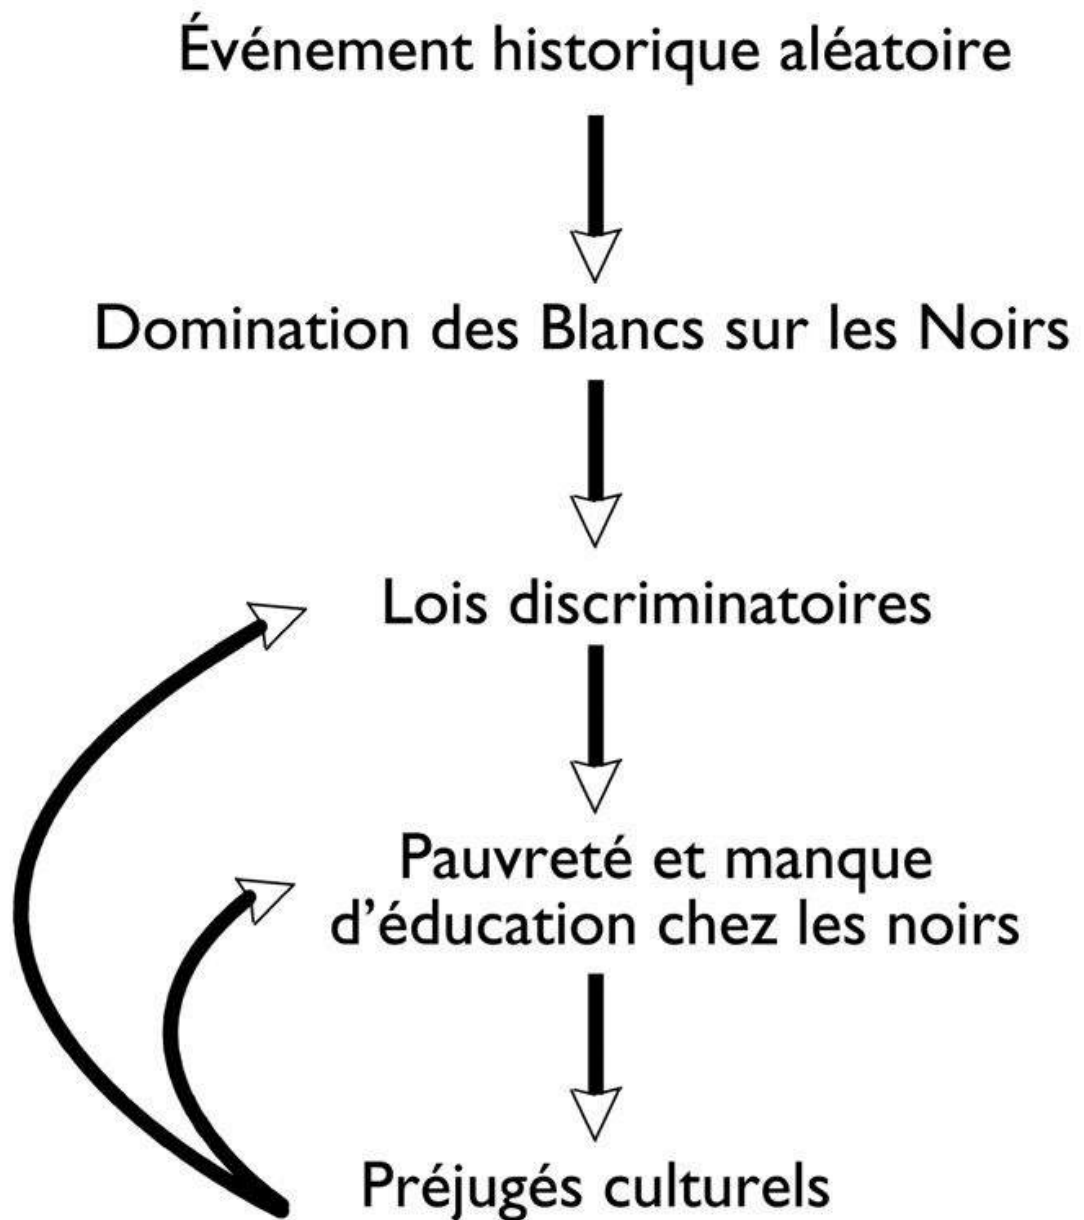 Événement historique aléatoire
Domination des Blancs sur les Noirs
Lois discriminatoires
Pauvreté et manque
d’éducation chez les noirs
Préjugés culturels